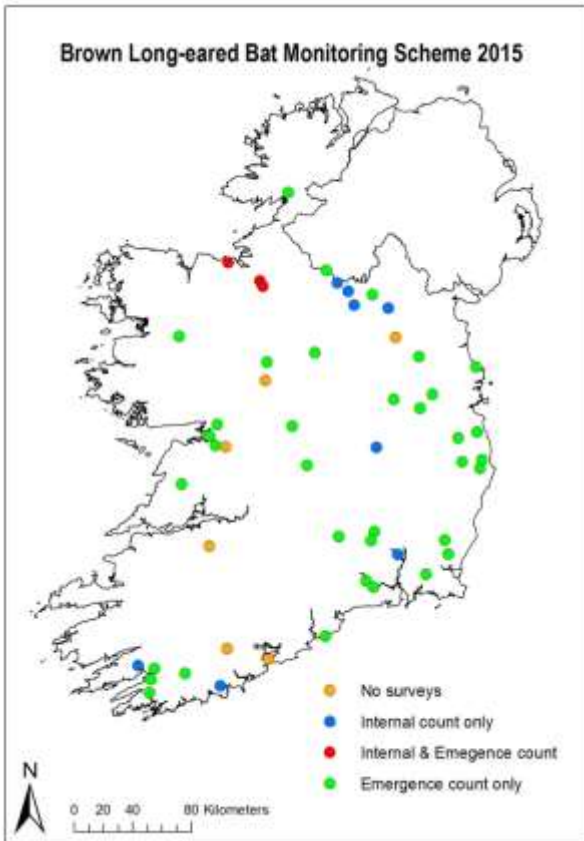 Brown Long-eared Bat Monitoring Scheme 2015
No surveys
Internal count only
Internal & Emegence count
Emergence count only
N
0 20 40 80 Kilometers